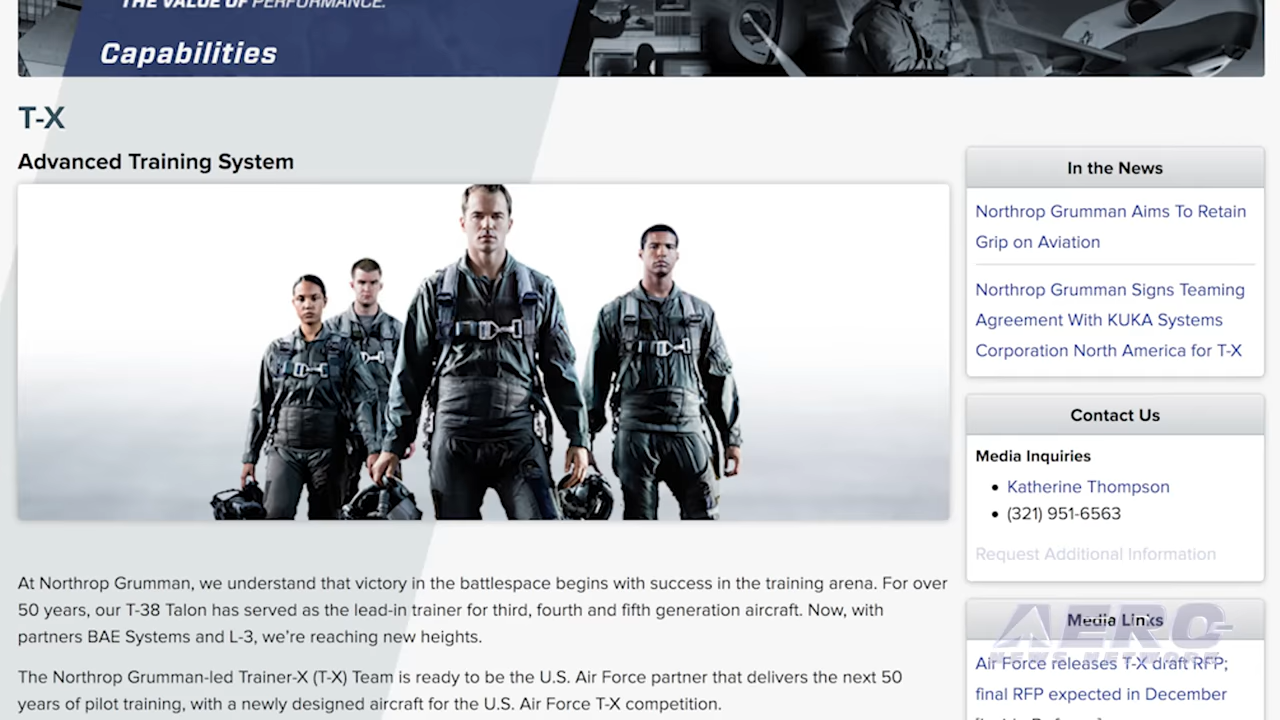 THE VALUE OF PERFORMANCE.
Capabilities
T-X
Advanced Training System
In the News
Northrop Grumman Aims To Retain
Grip on Aviation
Northrop Grumman Signs Teaming
Agreement With KUKA Systems
Corporation North America for T-X
Contact Us
Media Inquiries
• Katherine Thompson
• (321) 951-6563
Request Additional Information
Media Links
AERO
NEWS NETWORK
Air Force releases T-X draft RFP;
final RFP expected in December
At Northrop Grumman, we understand that victory in the battlespace begins with success in the training arena. For over
50 years, our T-38 Talon has served as the lead-in trainer for third, fourth and fifth generation aircraft. Now, with
partners BAE Systems and L-3, we’re reaching new heights.
The Northrop Grumman-led Trainer-X (T-X) Team is ready to be the U.S. Air Force partner that delivers the next 50
years of pilot training, with a newly designed aircraft for the U.S. Air Force T-X competition.